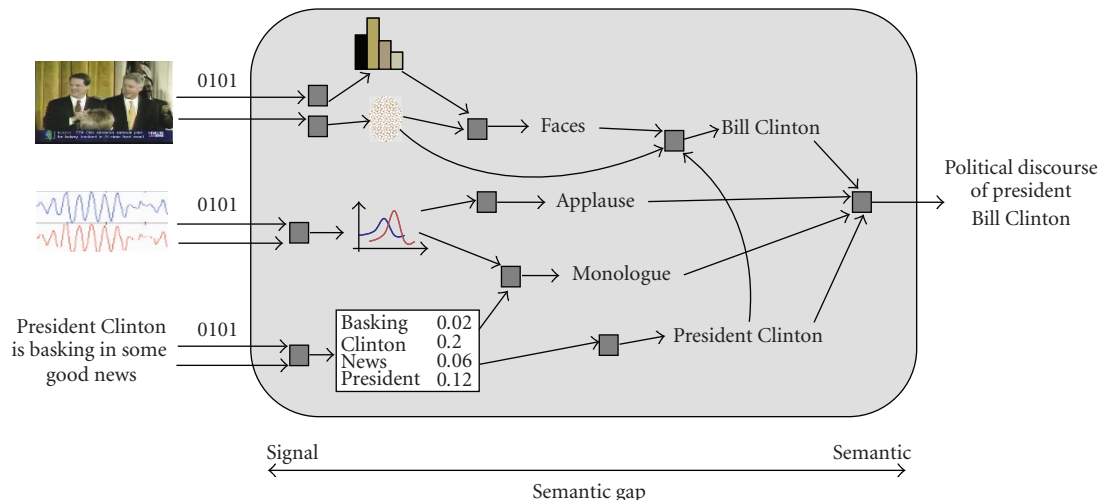 0101
Faces
Bill Clinton
0101
Applause
Political discourse
of president
Bill Clinton
Monologue
President Clinton
is basking in some
good news
0101
Basking 0.02
Clinton 0.2
News 0.06
President 0.12
President Clinton
Signal
Semantic
Semantic gap